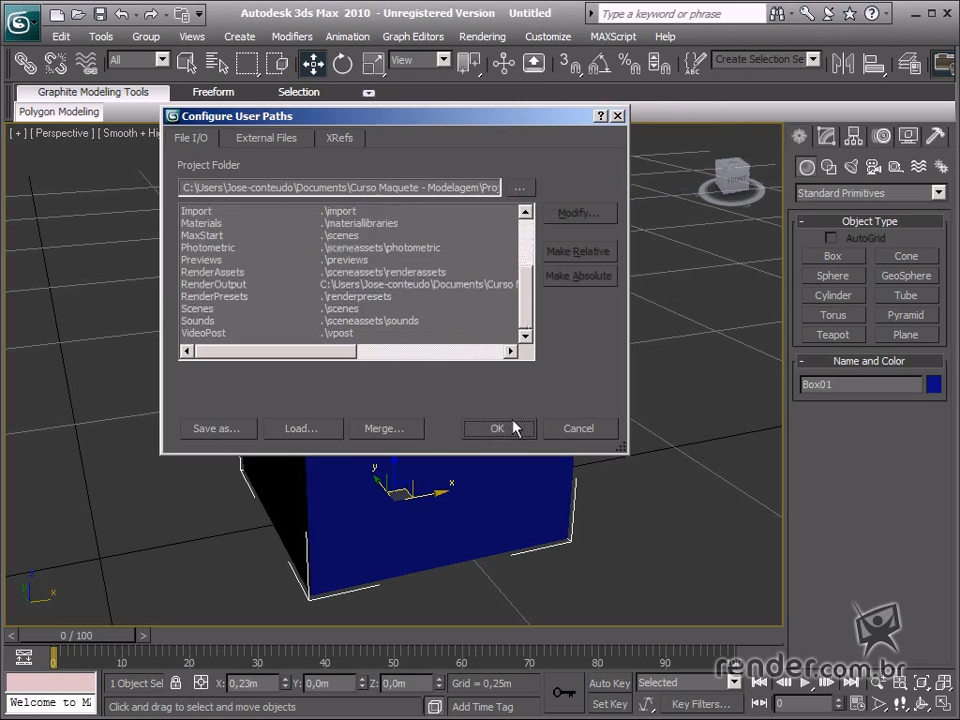 Autodesk 3ds Max 2010 - Unregistered Version Untitled
Type a keyword or phrase
Edit Tools Group Views Create Modifiers Animation Graph Editors Rendering Customize MAXScript Help
All View Create Selection Se
Graphite Modeling Tools Freeform Selection
Polygon Modeling
[ + ] [ Perspective ] [ Smooth + Hi
Configure User Paths
File I/O External Files XRefs
Project Folder
C:\Users\Jose-conteudo\Documents\Curso Maquete - Modelagem\Proj
...
Import .\import
Materials .\materiallibraries
MaxStart .\scenes
Photometric .\sceneassets\photometric
Previews .\previews
RenderAssets .\sceneassets\renderassets
RenderOutput C:\Users\Jose-conteudo\Documents\Curso M
RenderPresets .\renderpresets
Scenes .\scenes
Sounds .\sceneassets\sounds
VideoPost .\vpost
Modify...
Make Relative
Make Absolute
Save as... Load... Merge... OK Cancel
FRONT
Standard Primitives
- Object Type
AutoGrid
Box Cone
Sphere GeoSphere
Cylinder Tube
Torus Pyramid
Teapot Plane
- Name and Color
Box01
y x
z
y x
render.com.br
< 0 / 100 >
0 10 20 30 40 50 60 70 80 90
1 Object Sel X: 0,23m Y: 0,0m Z: 0,0m Grid = 0,25m Auto Key Selected
Welcome to M
Click and drag to select and move objects Add Time Tag Set Key Key Filters... 0